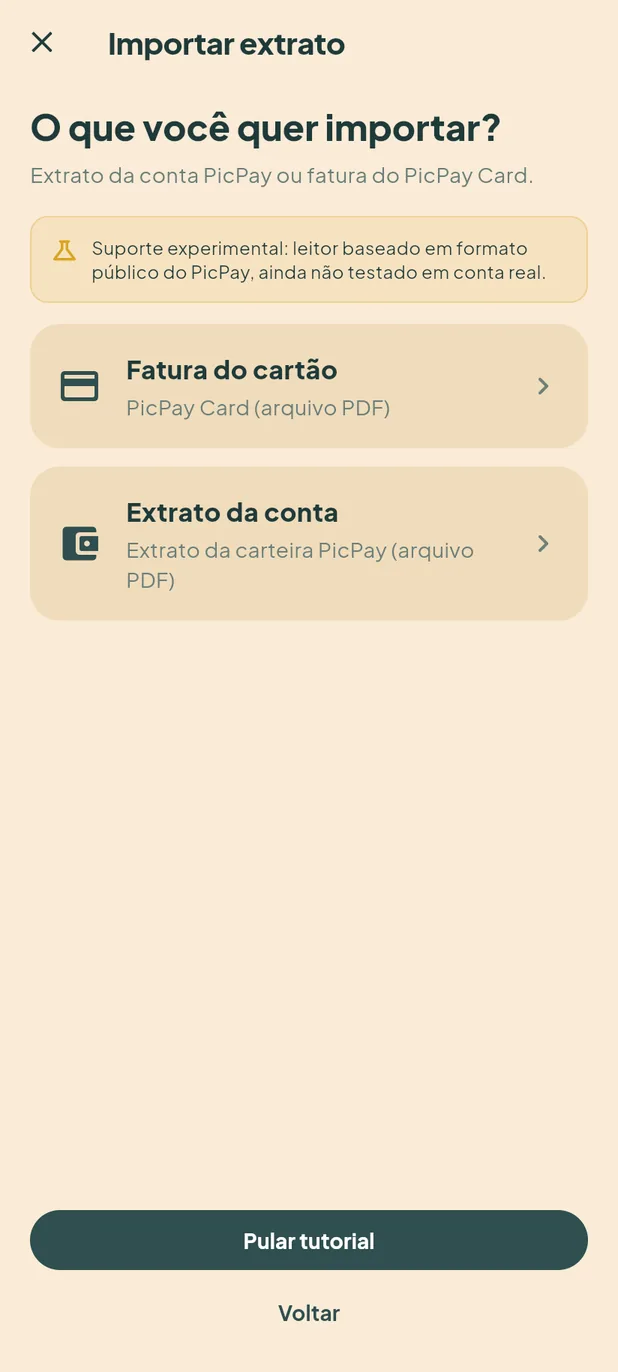 Importar extrato
O que você quer importar?
Extrato da conta PicPay ou fatura do PicPay Card.
Suporte experimental: leitor baseado em formato
público do PicPay, ainda não testado em conta real.
Fatura do cartão
PicPay Card (arquivo PDF)
Extrato da conta
Extrato da carteira PicPay (arquivo
PDF)
Pular tutorial
Voltar